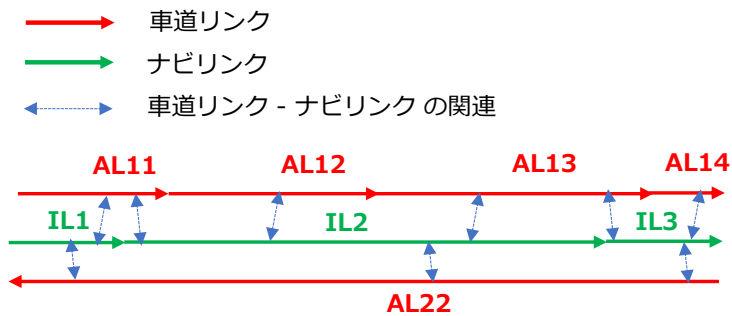 車道リンク
ナビリンク
車道リンク - ナビリンク の関連
AL11 AL12 AL13 AL14
IL1 IL2 IL3
AL22